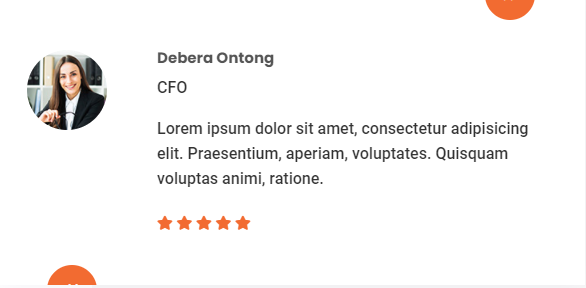 Debera Ontong
CFO
Lorem ipsum dolor sit amet, consectetur adipisicing
elit. Praesentium, aperiam, voluptates. Quisquam
voluptas animi, ratione.